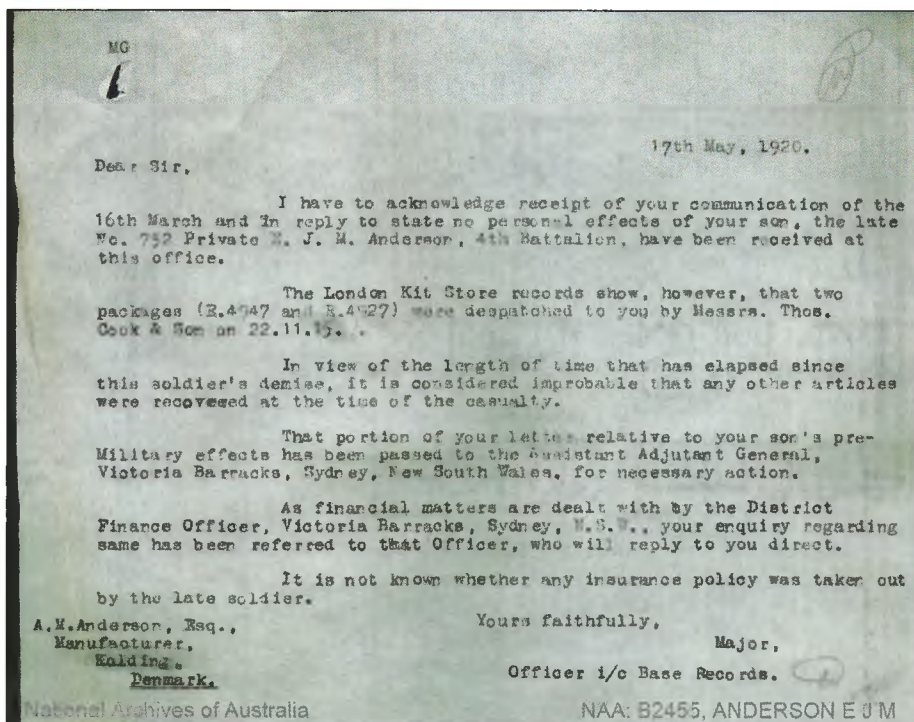 MG
17th May, 1920.
Dear Sir,
I have to acknowledge receipt of your communication of the
16th March and in reply to state no personal effects of your son, the late
No. 752 Private J. M. Anderson, 4th Battalion, have been received at
this office.
The London Kit Store records show, however, that two
packages ( and ) were despatched to you by Messrs. Thos.
Cook & Son on 22.11.
In view of the length of time that has elapsed since
this soldier's demise, it is considered improbable that any other articles
were recovered at the time of the casualty.
That portion of your letter relative to your son's pre-
Military effects has been passed to the Assistant Adjutant General,
Victoria Barracks, Sydney, New South Wales, for necessary action.
As financial matters are dealt with by the District
Finance Officer, Victoria Barracks, Sydney, N.S.W., your enquiry regarding
same has been referred to that Officer, who will reply to you direct.
It is not known whether any insurance policy was taken out
by the late soldier.
Yours faithfully,
Major,
Officer i/c Base Records.
A.M.Anderson, Esq.,
Manufacturer,
Kolding,
Denmark.
National Archives of Australia
NAA: B2455, ANDERSON E J M